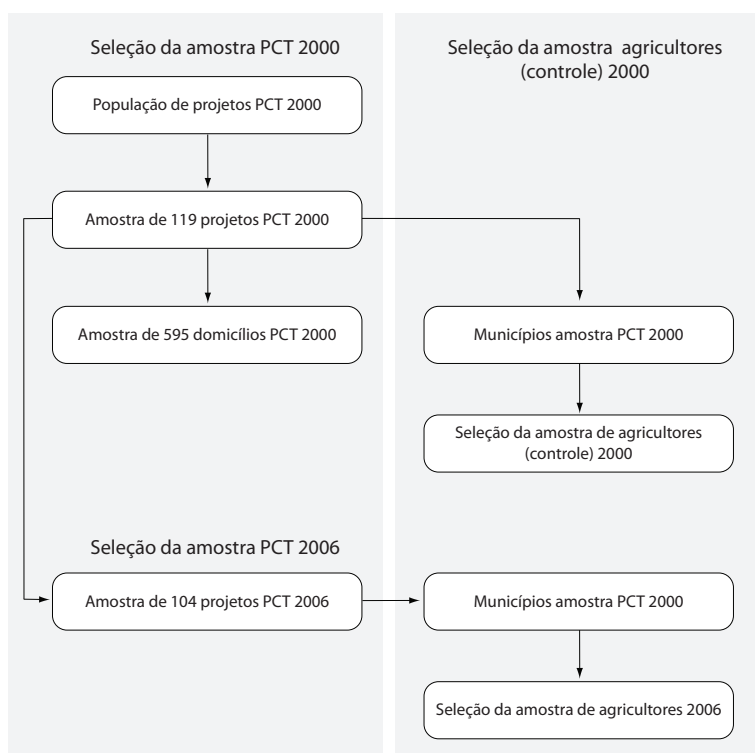 Seleção da amostra PCT 2000
População de projetos PCT 2000
Amostra de 119 projetos PCT 2000
Amostra de 595 domicílios PCT 2000
Seleção da amostra agricultores
(controle) 2000
Municípios amostra PCT 2000
Seleção da amostra de agricultores
(controle) 2000
Seleção da amostra PCT 2006
Amostra de 104 projetos PCT 2006
Municípios amostra PCT 2000
Seleção da amostra de agricultores 2006